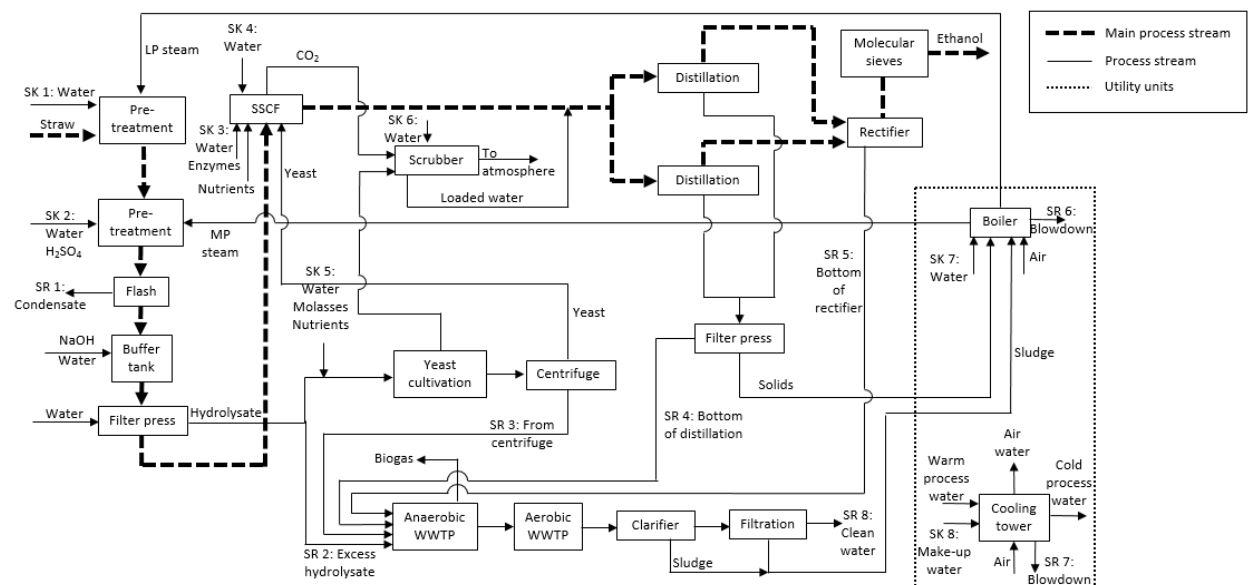 SK 4:
Water
LP steam
CO2
SK 1: Water
Pre-
treatment
Straw
SSCF
SK 3:
Water
Enzymes
Nutrients
Yeast
SK 6:
Water
Scrubber
To
atmosphere
Loaded water
Distillation
Distillation
Molecular
sieves
Ethanol
Rectifier
Main process stream
Process stream
Utility units
SK 2:
Water
H2SO4
Pre-
treatment
MP
steam
SR 1:
Condensate
Flash
NaOH
Water
Buffer
tank
Water
Filter press
Hydrolysate
SK 5:
Water
Molasses
Nutrients
Yeast
cultivation
Centrifuge
Yeast
Filter press
Solids
SR 5:
Bottom
of
rectifier
Boiler
SR 6:
Blowdown
SK 7:
Water
Air
Sludge
SR 3: From
centrifuge
SR 4: Bottom
of distillation
Biogas
Anaerobic
WWTP
Aerobic
WWTP
Clarifier
Filtration
SR 8:
Clean
water
SR 2: Excess
hydrolysate
Sludge
Air
water
Warm
process
water
Cold
process
water
Cooling
tower
SK 8:
Make-up
water
Air
SR 7:
Blowdown